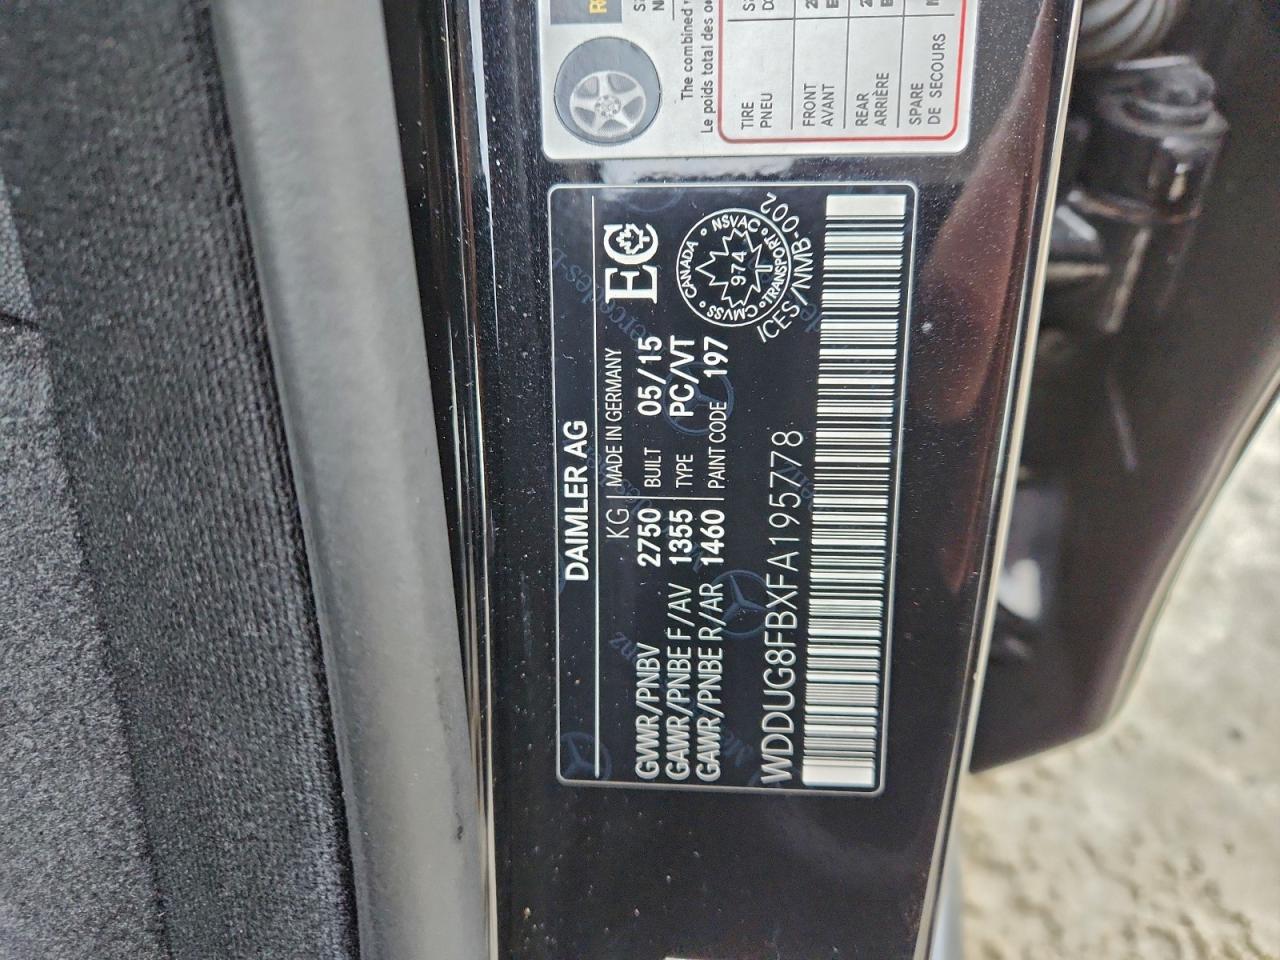 DAIMLER AG
KG MADE IN GERMANY
GVWR/PNBV 2750 BUILT 05/15
GAWR/PNBE F/AV 1355 TYPE PC/VT
GAWR/PNBE R/AR 1460 PAINT CODE 197
EC
CMVSS • CANADA • NSVAC • TRANSPORT •
974
ICES/NMB-002
WDDUG8FBXFA195778
The combined
Le poids total des
TIRE
PNEU
FRONT
AVANT
REAR
ARRIÈRE
SPARE
DE SECOURS